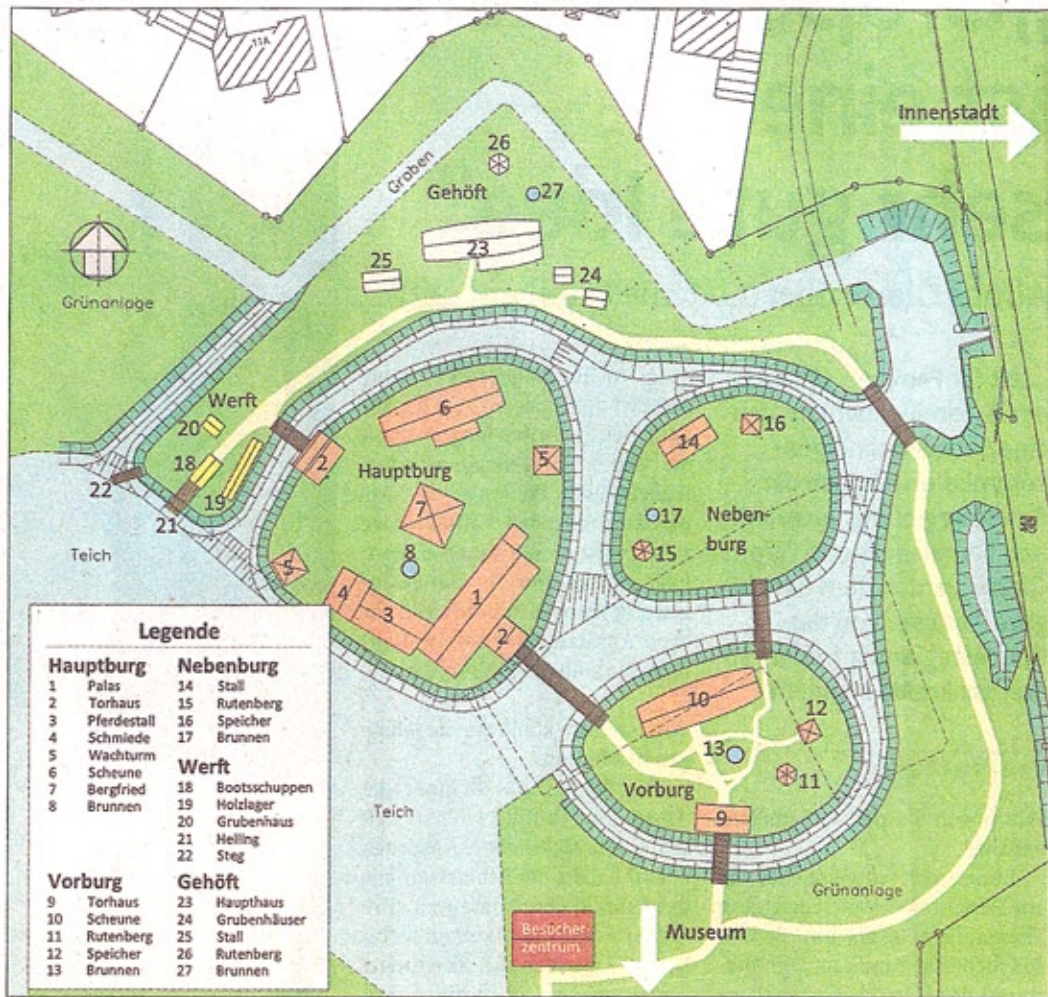 11A
Innenstadt
Graben
26
Gehöft
27
23
25
24
Grünanlage
Werft
20
18
19
22
21
Teich
2
6
Hauptburg
5
7
8
5
4
3
1
2
14
16
17
Neben-
burg
15
10
12
13
11
Vorburg
9
Teich
Grünanlage
Besucher
zentrum
Museum
Legende
Hauptburg
1 Palas
2 Torhaus
3 Pferdestall
4 Schmiede
5 Wachturm
6 Scheune
7 Bergfried
8 Brunnen
Vorburg
9 Torhaus
10 Scheune
11 Rutenberg
12 Speicher
13 Brunnen
Nebenburg
14 Stall
15 Rutenberg
16 Speicher
17 Brunnen
Werft
18 Bootsschuppen
19 Holzlager
20 Grubenhaus
21 Helling
22 Steg
Gehöft
23 Haupthaus
24 Grubenhäuser
25 Stall
26 Rutenberg
27 Brunnen